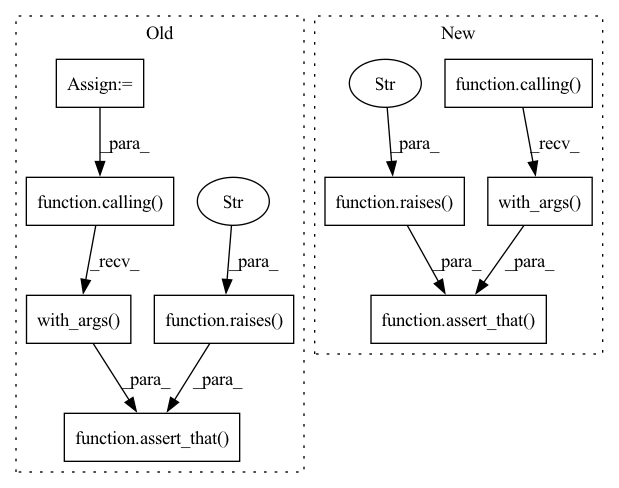 Old
New
Assign:=
Str
function.calling()
_para_
_para_
_recv_
function.calling()
Str
function.raises()
with_args()
_recv_
_para_
_para_
_para_
with_args()
function.raises()
function.assert_that()
_para_
_para_
function.assert_that()